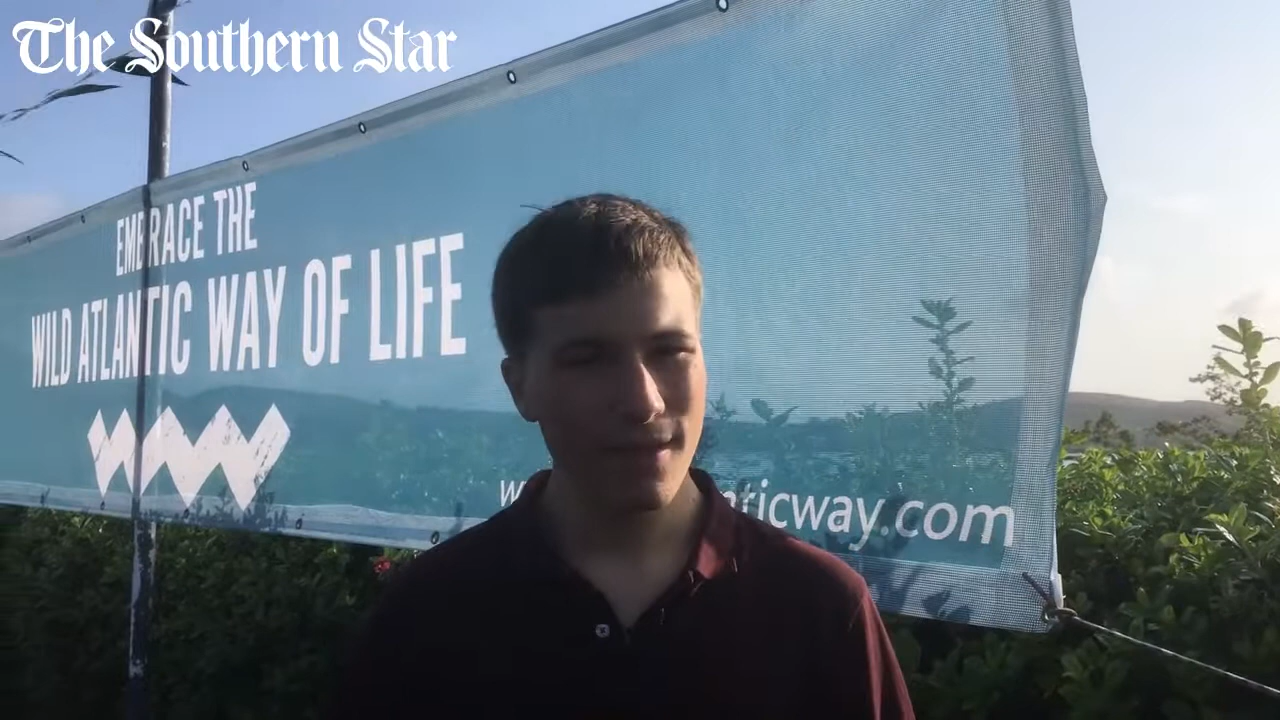 The Southern Star
EMBRACE THE
WILD ATLANTIC WAY OF LIFE
ticway.com